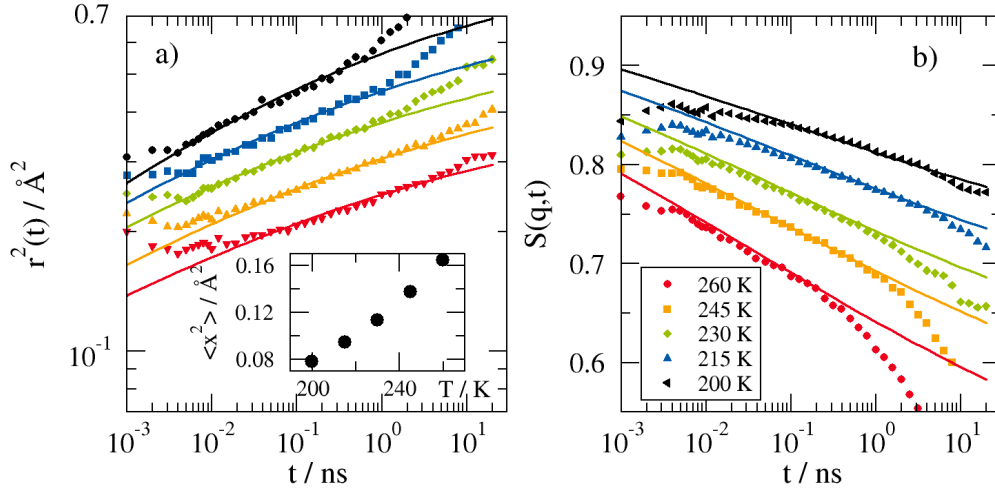 0.7
a)
r²(t) / Å²
10⁻¹
10⁻³ 10⁻² 10⁻¹ 10⁰ 10¹
t / ns
<x²> / Å²
0.16
0.12
0.08
200 240 T / K
b)
S(q,t)
0.9
0.8
0.7
0.6
260 K
245 K
230 K
215 K
200 K
10⁻³ 10⁻² 10⁻¹ 10⁰ 10¹
t / ns